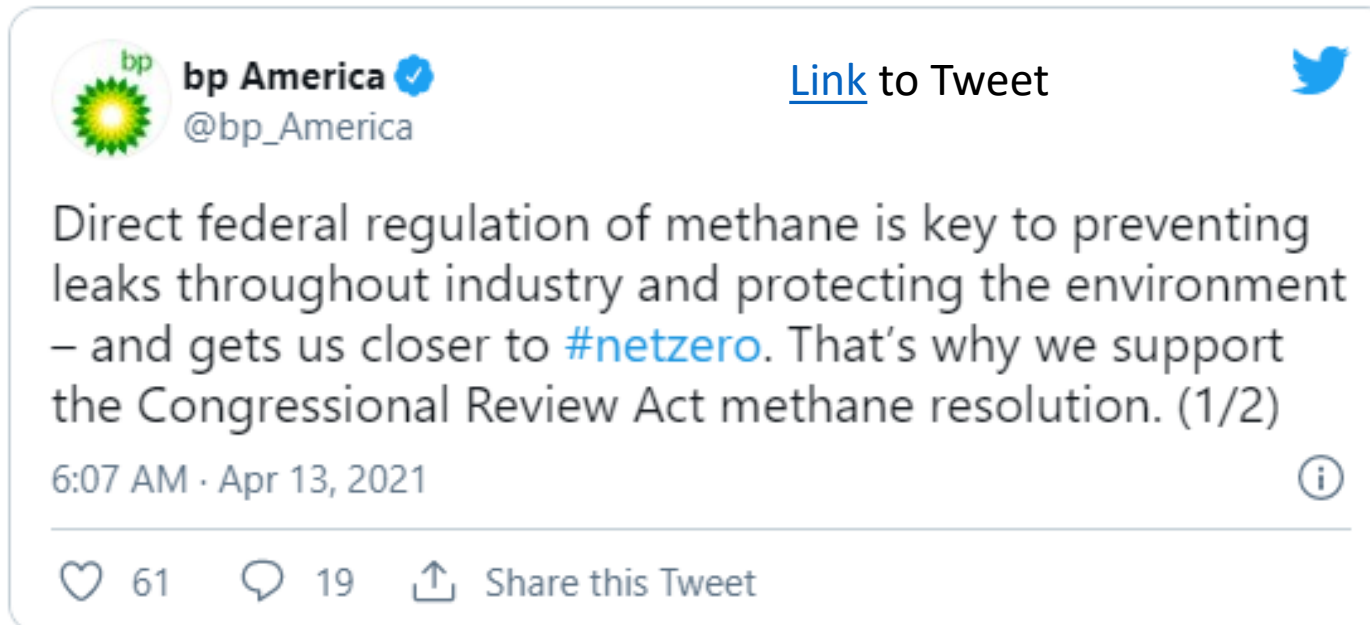 bp
bp America
Link to Tweet
@bp_America
Direct federal regulation of methane is key to preventing
leaks throughout industry and protecting the environment
– and gets us closer to #netzero. That’s why we support
the Congressional Review Act methane resolution. (1/2)
6:07 AM · Apr 13, 2021
61 19 Share this Tweet